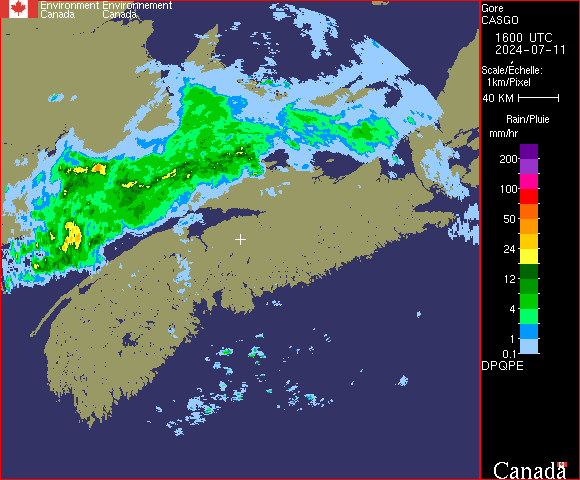 Environment Environnement
Canada Canada
Gore
CASGO
1600 UTC
2024-07-11
Scale/Échelle:
1km/Pixel
40 KM
Rain/Pluie
mm/hr
200
100
50
24
12
4
1
0.1
DPQPE
Canada